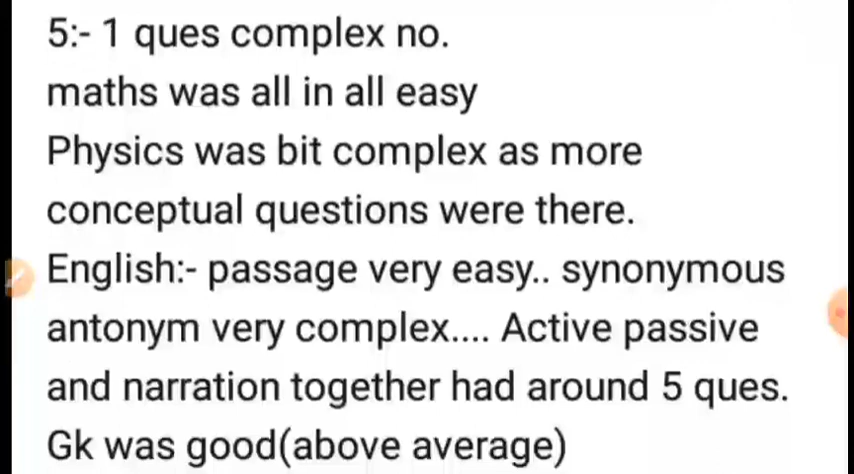 5:- 1 ques complex no.
maths was all in all easy
Physics was bit complex as more
conceptual questions were there.
English:- passage very easy.. synonymous
antonym very complex.... Active passive
and narration together had around 5 ques.
Gk was good(above average)